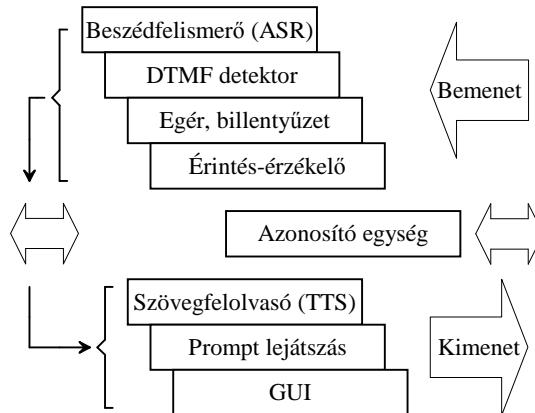 Beszédfelismerő (ASR)
DTMF detektor
Bemenet
Egér, billentyűzet
Érintés-érzékelő
Azonosító egység
Szövegfelolvasó (TTS)
Prompt lejátszás
Kimenet
GUI